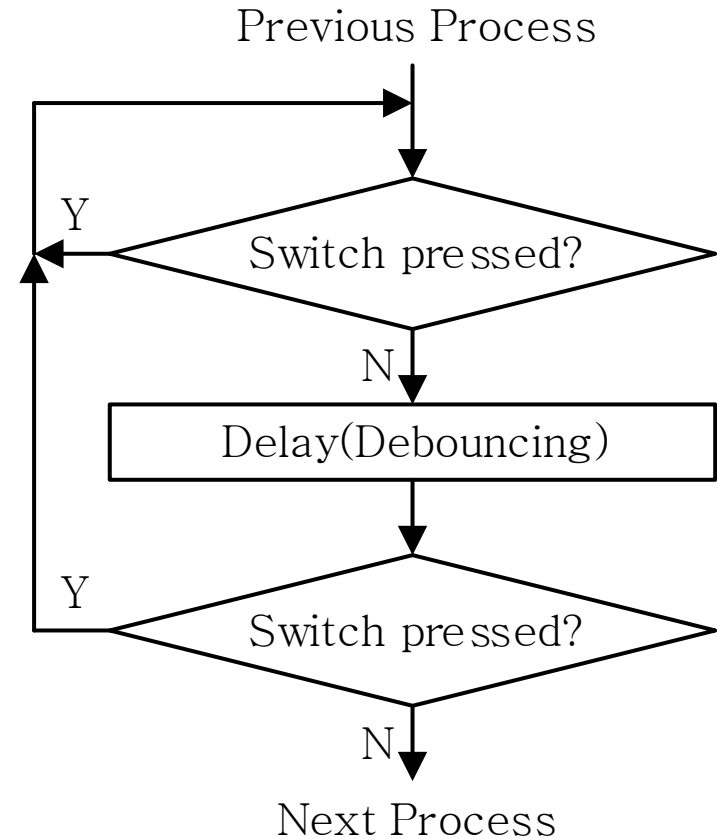 Previous Process
Y
Switch pressed?
N
Delay(Debouncing)
Y
Switch pressed?
N
Next Process